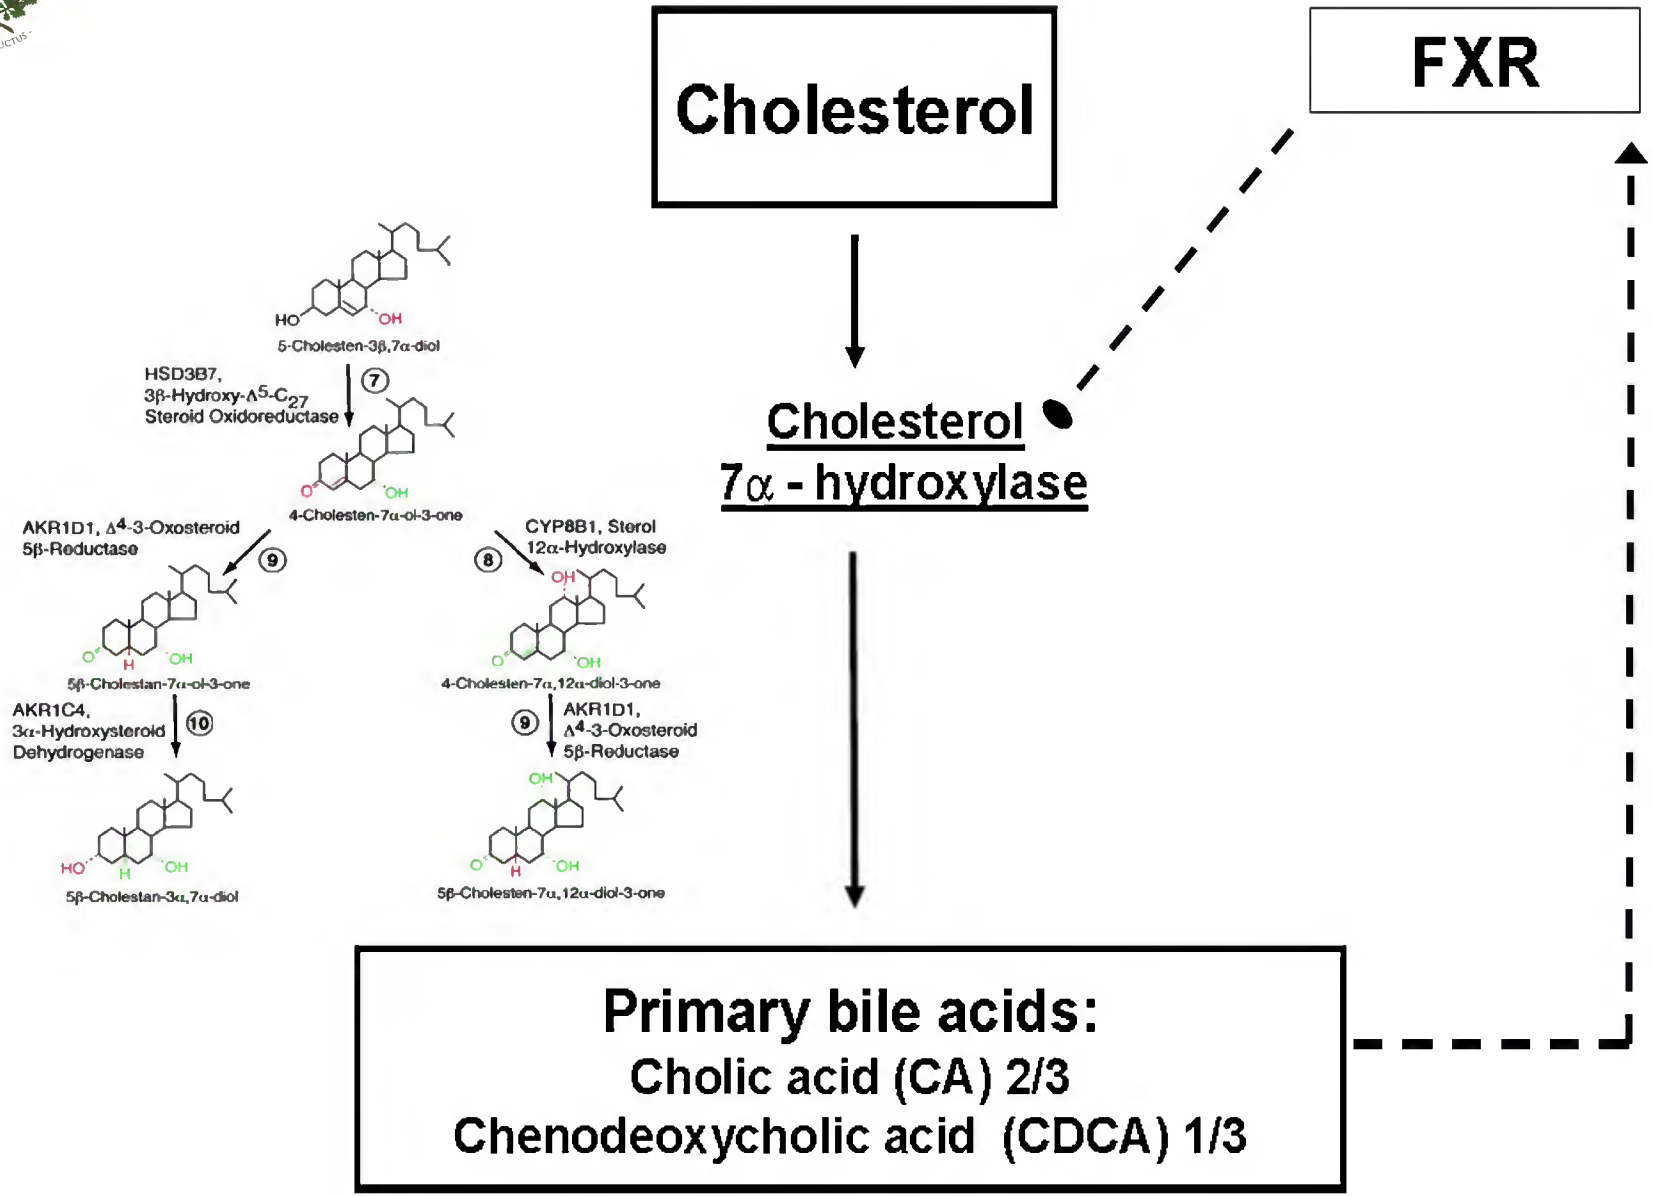 UCTUS -
Cholesterol
FXR
HO
OH
5-Cholesten-3β,7α-diol
HSD3B7,
3β-Hydroxy-Δ5-C27
Steroid Oxidoreductase
7
O
OH
4-Cholesten-7α-ol-3-one
AKR1D1, Δ4-3-Oxosteroid
5β-Reductase
9
CYP8B1, Sterol
12α-Hydroxylase
8
O
H
OH
5β-Cholestan-7α-ol-3-one
OH
O
OH
4-Cholesten-7α,12α-diol-3-one
AKR1C4,
3α-Hydroxysteroid
Dehydrogenase
10
9
AKR1D1,
Δ4-3-Oxosteroid
5β-Reductase
HO
H
OH
5β-Cholestan-3α,7α-diol
OH
O
H
OH
5β-Cholesten-7α,12α-diol-3-one
Cholesterol
7α - hydroxylase
Primary bile acids:
Cholic acid (CA) 2/3
Chenodeoxycholic acid (CDCA) 1/3